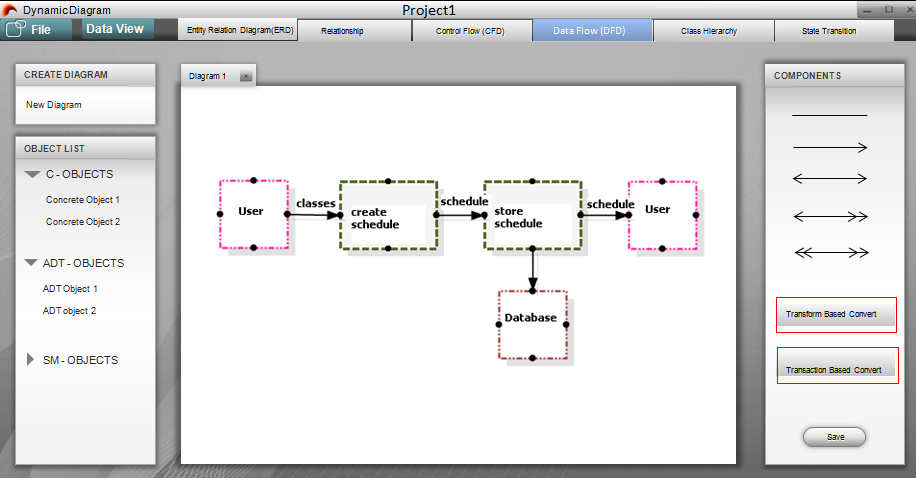 DynamicDiagram
Project1
File
Data View
Entity Relation Diagram(ERD)
Relationship
Control Flow (CFD)
Data Flow (DFD)
Class Hierarchy
State Transition
CREATE DIAGRAM
New Diagram
OBJECT LIST
C - OBJECTS
Concrete Object 1
Concrete Object 2
ADT - OBJECTS
ADT Object 1
ADT object 2
SM - OBJECTS
Diagram 1
User
classes
create
schedule
schedule
store
schedule
schedule
User
Database
COMPONENTS
Transform Based Convert
Transaction Based Convert
Save